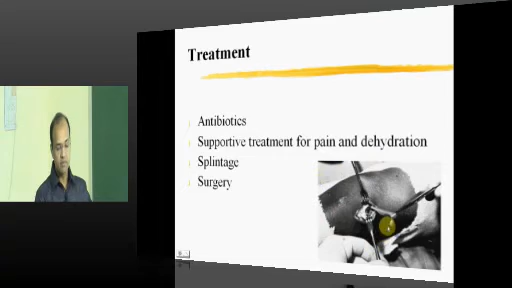 Treatment
Antibiotics
Supportive treatment for pain and dehydration
Splintage
Surgery